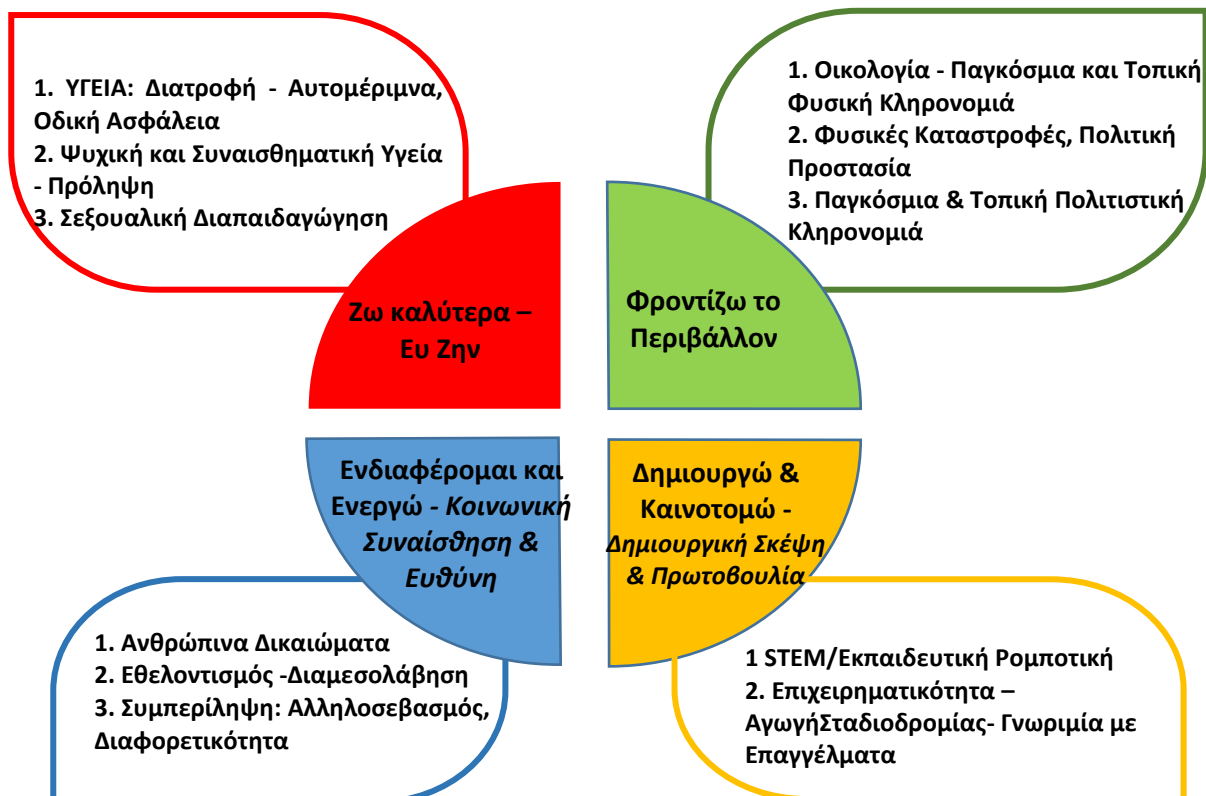 1. ΥΓΕΙΑ: Διατροφή - Αυτομέριμνα,
Οδική Ασφάλεια
2. Ψυχική και Συναισθηματική Υγεία
- Πρόληψη
3. Σεξουαλική Διαπαιδαγώγηση
1. Οικολογία - Παγκόσμια και Τοπική
Φυσική Κληρονομιά
2. Φυσικές Καταστροφές, Πολιτική
Προστασία
3. Παγκόσμια & Τοπική Πολιτιστική
Κληρονομιά
Ζω καλύτερα –
Ευ Ζην
Φροντίζω το
Περιβάλλον
Ενδιαφέρομαι και
Ενεργώ - Κοινωνική
Συναίσθηση &
Ευθύνη
Δημιουργώ &
Καινοτομώ -
Δημιουργική Σκέψη
& Πρωτοβουλία
1. Ανθρώπινα Δικαιώματα
2. Εθελοντισμός -Διαμεσολάβηση
3. Συμπερίληψη: Αλληλοσεβασμός,
Διαφορετικότητα
1 STEM/Εκπαιδευτική Ρομποτική
2. Επιχειρηματικότητα –
ΑγωγήΣταδιοδρομίας- Γνωριμία με
Επαγγέλματα